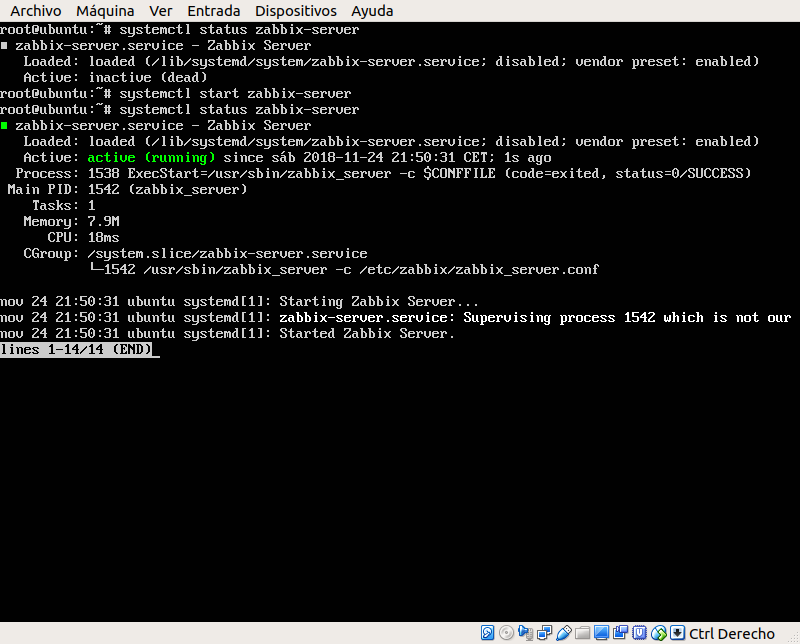 Archivo Máquina Ver Entrada Dispositivos Ayuda
root@ubuntu:~# systemctl status zabbix-server
■ zabbix-server.service - Zabbix Server
   Loaded: loaded (/lib/systemd/system/zabbix-server.service; disabled; vendor preset: enabled)
   Active: inactive (dead)
root@ubuntu:~# systemctl start zabbix-server
root@ubuntu:~# systemctl status zabbix-server
■ zabbix-server.service - Zabbix Server
   Loaded: loaded (/lib/systemd/system/zabbix-server.service; disabled; vendor preset: enabled)
   Active: active (running) since sáb 2018-11-24 21:50:31 CET; 1s ago
  Process: 1538 ExecStart=/usr/sbin/zabbix_server -c $CONFFILE (code=exited, status=0/SUCCESS)
 Main PID: 1542 (zabbix_server)
    Tasks: 1
   Memory: 7.9M
      CPU: 18ms
   CGroup: /system.slice/zabbix-server.service
           └─1542 /usr/sbin/zabbix_server -c /etc/zabbix/zabbix_server.conf
nov 24 21:50:31 ubuntu systemd[1]: Starting Zabbix Server...
nov 24 21:50:31 ubuntu systemd[1]: zabbix-server.service: Supervising process 1542 which is not our
nov 24 21:50:31 ubuntu systemd[1]: Started Zabbix Server.
lines 1-14/14 (END)
Ctrl Derecho